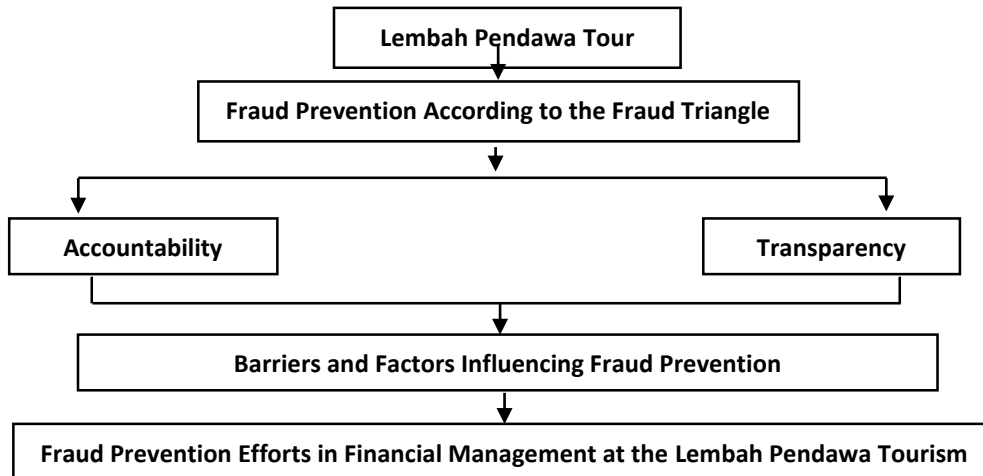 Lembah Pendawa Tour
Fraud Prevention According to the Fraud Triangle
Accountability
Transparency
Barriers and Factors Influencing Fraud Prevention
Fraud Prevention Efforts in Financial Management at the Lembah Pendawa Tourism